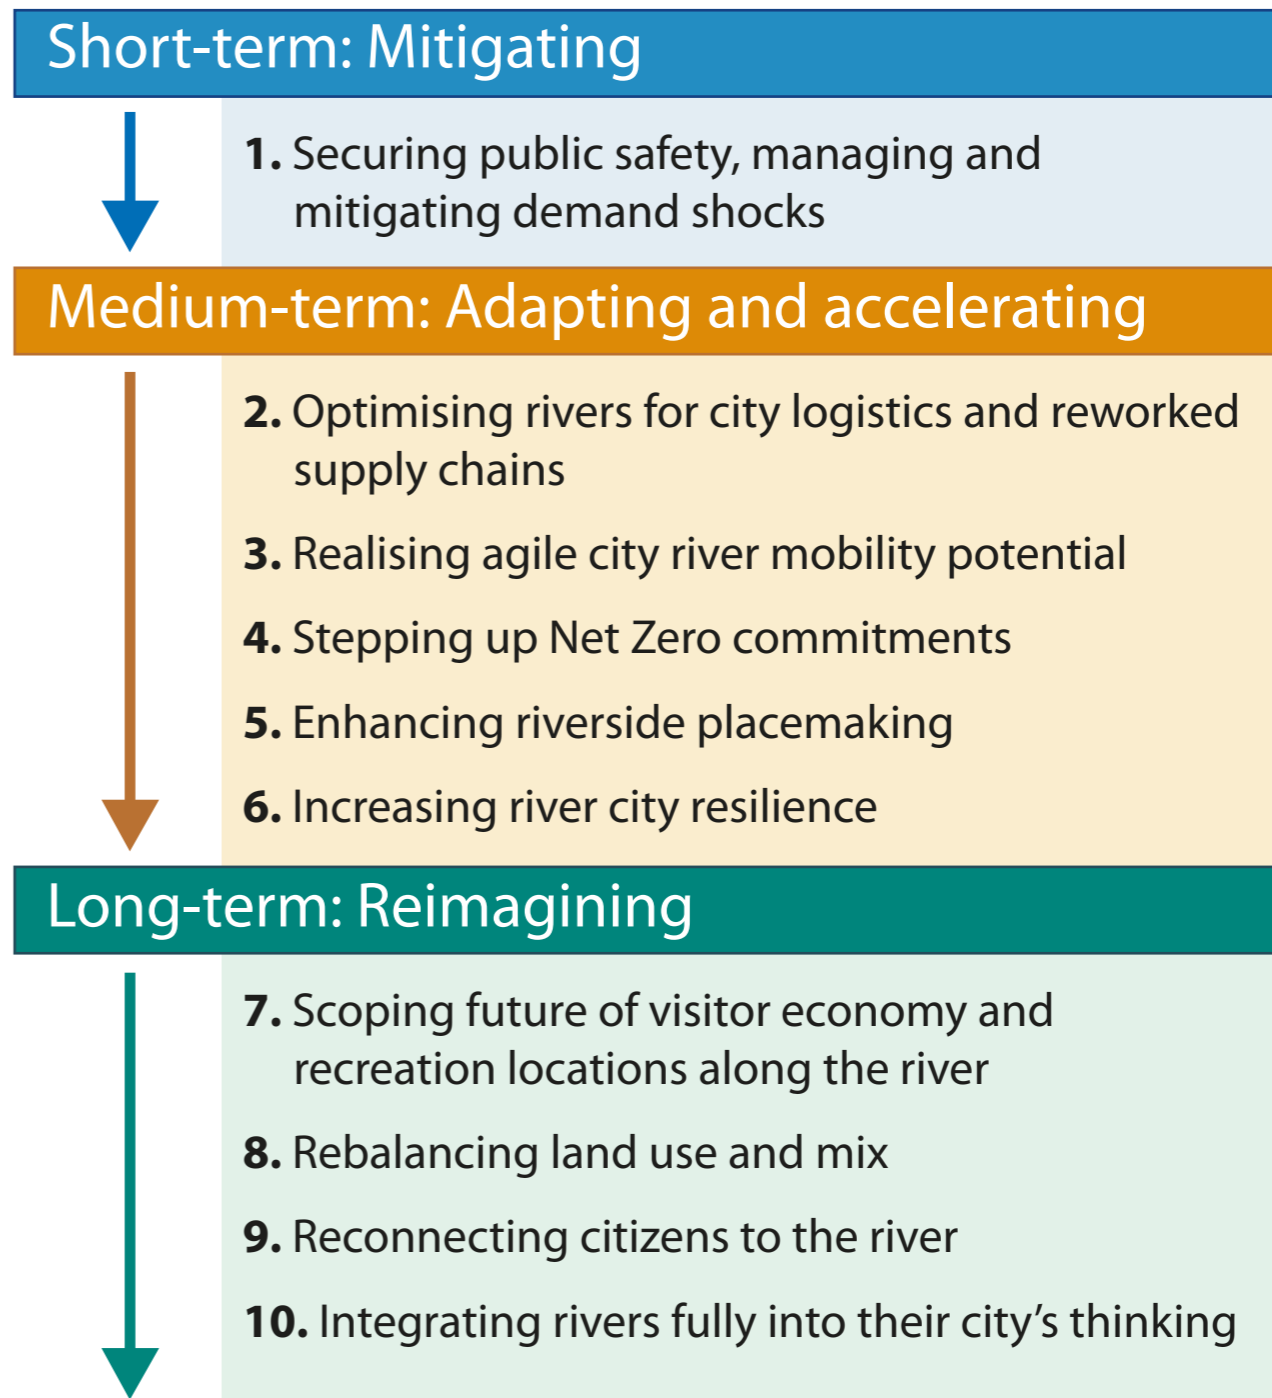 Short-term: Mitigating
1. Securing public safety, managing and
mitigating demand shocks
Medium-term: Adapting and accelerating
2. Optimising rivers for city logistics and reworked
supply chains
3. Realising agile city river mobility potential
4. Stepping up Net Zero commitments
5. Enhancing riverside placemaking
6. Increasing river city resilience
Long-term: Reimagining
7. Scoping future of visitor economy and
recreation locations along the river
8. Rebalancing land use and mix
9. Reconnecting citizens to the river
10. Integrating rivers fully into their city’s thinking